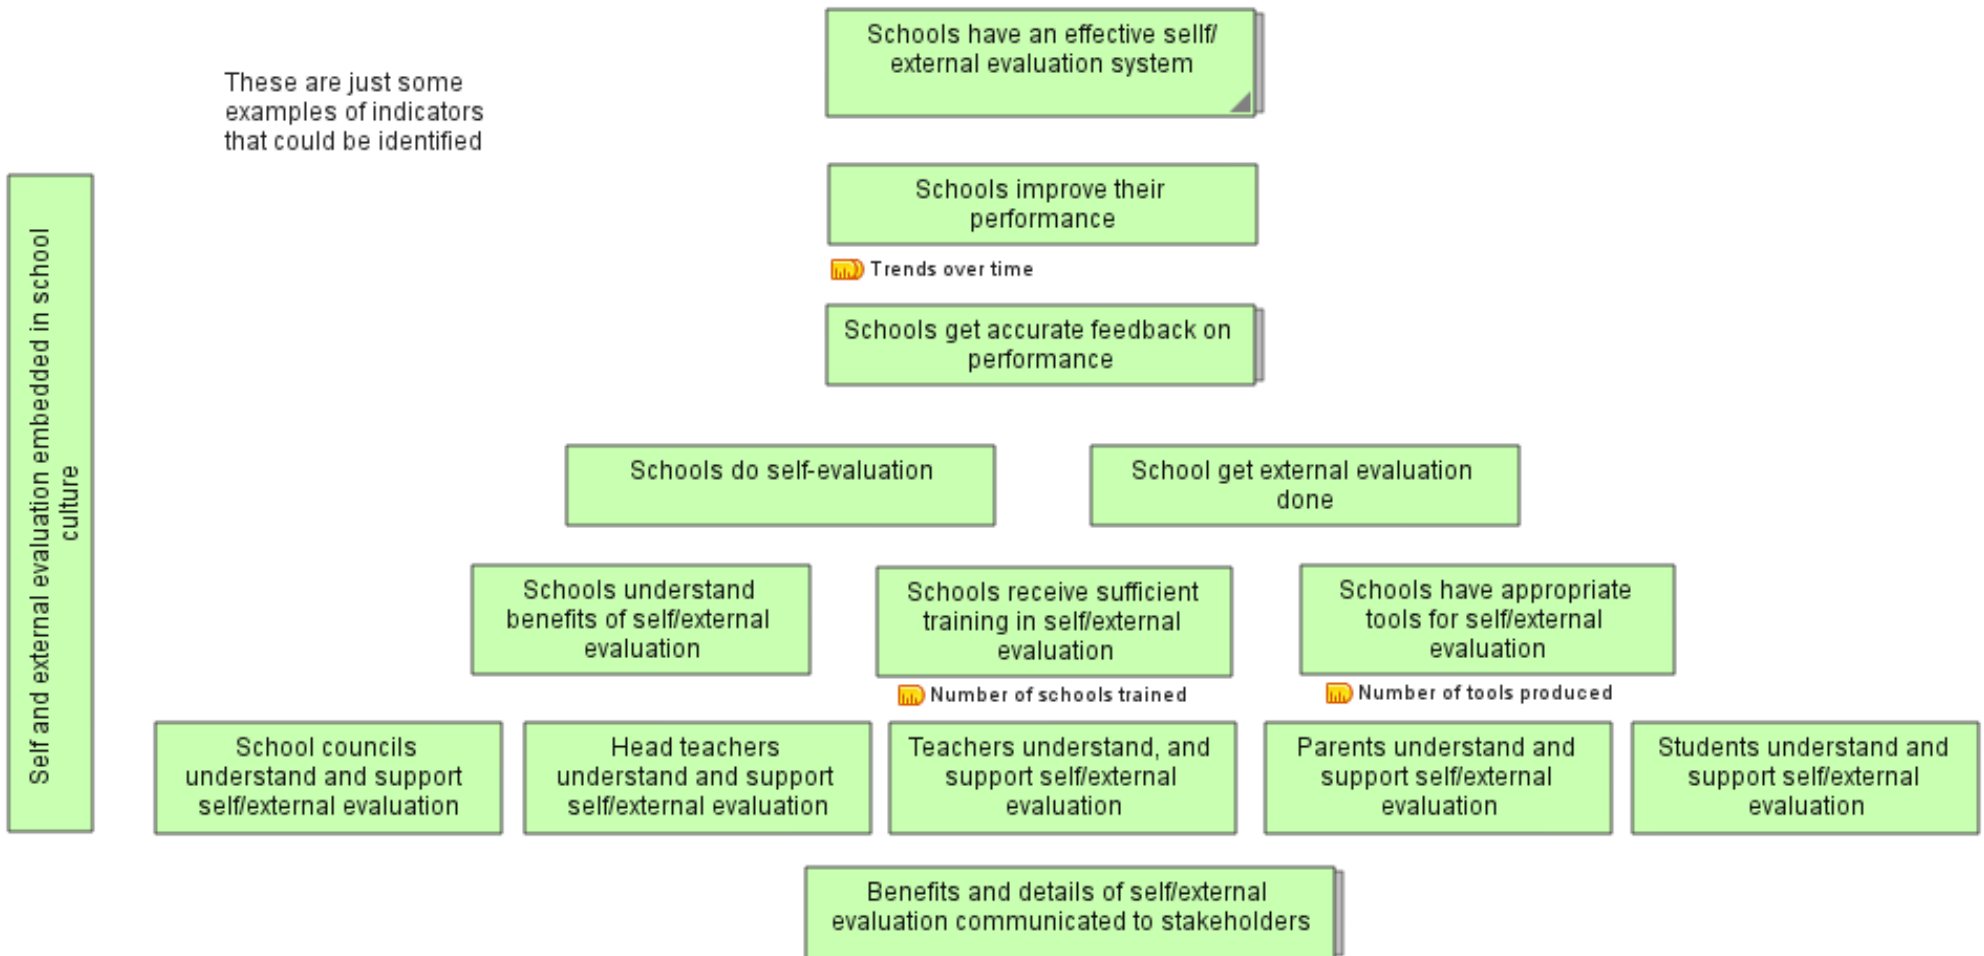 Schools have an effective sellf/
external evaluation system
These are just some
examples of indicators
that could be identified
Self and external evaluation embedded in school
culture
Schools improve their
performance
Trends over time
Schools get accurate feedback on
performance
Schools do self-evaluation
School get external evaluation
done
Schools understand
benefits of self/external
evaluation
Schools receive sufficient
training in self/external
evaluation
Number of schools trained
Schools have appropriate
tools for self/external
evaluation
Number of tools produced
School councils
understand and support
self/external evaluation
Head teachers
understand and support
self/external evaluation
Teachers understand, and
support self/external
evaluation
Parents understand and
support self/external
evaluation
Students understand and
support self/external
evaluation
Benefits and details of self/external
evaluation communicated to stakeholders